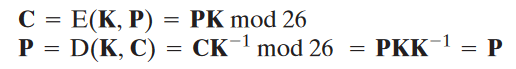 C = E(K, P) = PK mod 26
P = D(K, C) = CK⁻¹ mod 26 = PKK⁻¹ = P